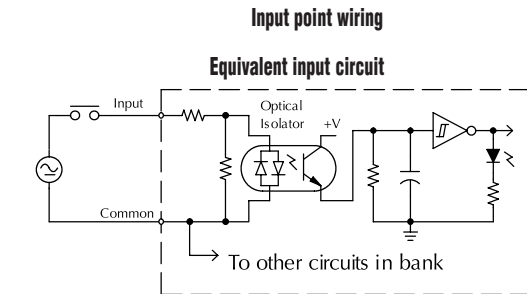 Input point wiring
Equivalent input circuit
Input
Optical
Isolator
+V
Common
To other circuits in bank